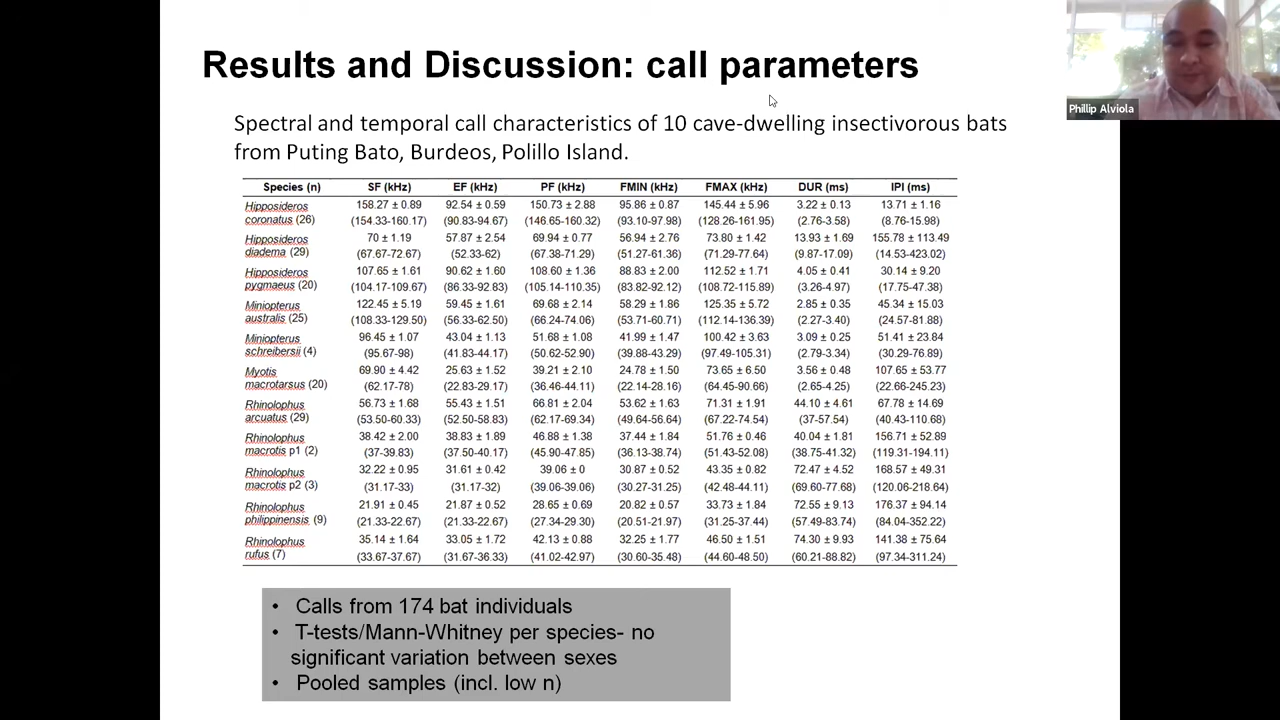 Results and Discussion: call parameters
Phillip Alviola
Spectral and temporal call characteristics of 10 cave-dwelling insectivorous bats
from Puting Bato, Burdeos, Polillo Island.
Species (n) SF (kHz) EF (kHz) PF (kHz) FMIN (kHz) FMAX (kHz) DUR (ms) IPI (ms)
Hipposideros 158.27 ± 0.89 92.54 ± 0.59 150.73 ± 2.88 95.86 ± 0.87 145.44 ± 5.96 3.22 ± 0.13 13.71 ± 1.16
coronatus (26) (154.33-160.17) (90.83-94.67) (146.65-160.32) (93.10-97.98) (128.26-161.95) (2.76-3.58) (8.76-15.98)
Hipposideros 70 ± 1.19 57.87 ± 2.54 69.94 ± 0.77 56.94 ± 2.76 73.80 ± 1.42 13.93 ± 1.69 155.78 ± 113.49
diadema (29) (67.67-72.67) (52.33-62) (67.38-71.29) (51.27-61.36) (71.29-77.64) (9.87-17.09) (14.53-423.02)
Hipposideros 107.65 ± 1.61 90.62 ± 1.60 108.60 ± 1.36 88.83 ± 2.00 112.52 ± 1.71 4.05 ± 0.41 30.14 ± 9.20
pygmaeus (20) (104.17-109.67) (86.33-92.83) (105.14-110.35) (83.82-92.12) (108.72-115.89) (3.26-4.97) (17.75-47.38)
Miniopterus 122.45 ± 5.19 59.45 ± 1.61 69.68 ± 2.14 58.29 ± 1.86 125.35 ± 5.72 2.85 ± 0.35 45.34 ± 15.03
australis (25) (108.33-129.50) (56.33-62.50) (66.24-74.06) (53.71-60.71) (112.14-136.39) (2.27-3.40) (24.57-81.88)
Miniopterus 96.45 ± 1.07 43.04 ± 1.13 51.68 ± 1.08 41.99 ± 1.47 100.42 ± 3.63 3.09 ± 0.25 51.41 ± 23.84
schreibersii (4) (95.67-98) (41.83-44.17) (50.62-52.90) (39.88-43.29) (97.49-105.31) (2.79-3.34) (30.29-76.89)
Myotis 69.90 ± 4.42 25.63 ± 1.52 39.21 ± 2.10 24.78 ± 1.50 73.65 ± 6.50 3.56 ± 0.48 107.65 ± 53.77
macrotarsus (20) (62.17-78) (22.83-29.17) (36.46-44.11) (22.14-28.16) (64.45-90.66) (2.65-4.25) (22.66-245.23)
Rhinolophus 56.73 ± 1.68 55.43 ± 1.51 66.81 ± 2.04 53.62 ± 1.63 71.31 ± 1.91 44.10 ± 4.61 67.78 ± 14.69
arcuatus (29) (53.50-60.33) (52.50-58.83) (62.17-69.34) (49.64-56.64) (67.22-74.54) (37-57.54) (40.43-110.68)
Rhinolophus 38.42 ± 2.00 38.83 ± 1.89 46.88 ± 1.38 37.44 ± 1.84 51.76 ± 0.46 40.04 ± 1.81 156.71 ± 52.89
macrotis p1 (2) (37-39.83) (37.50-40.17) (45.90-47.85) (36.13-38.74) (51.43-52.08) (38.75-41.32) (119.31-194.11)
Rhinolophus 32.22 ± 0.95 31.61 ± 0.42 39.06 ± 0 30.87 ± 0.52 43.35 ± 0.82 72.47 ± 4.52 168.57 ± 49.31
macrotis p2 (3) (31.17-33) (31.17-32) (39.06-39.06) (30.27-31.25) (42.48-44.11) (69.60-77.68) (120.06-218.64)
Rhinolophus 21.91 ± 0.45 21.87 ± 0.52 28.65 ± 0.69 20.82 ± 0.57 33.73 ± 1.84 72.55 ± 9.13 176.37 ± 94.14
philippinensis (9) (21.33-22.67) (21.33-22.67) (27.34-29.30) (20.51-21.97) (31.25-37.44) (57.49-83.74) (84.04-352.22)
Rhinolophus 35.14 ± 1.64 33.05 ± 1.72 42.13 ± 0.88 32.25 ± 1.77 46.50 ± 1.51 74.30 ± 9.93 141.38 ± 75.64
rufus (7) (33.67-37.67) (31.67-36.33) (41.02-42.97) (30.60-35.48) (44.60-48.50) (60.21-88.82) (97.34-311.24)
• Calls from 174 bat individuals
• T-tests/Mann-Whitney per species- no
significant variation between sexes
• Pooled samples (incl. low n)